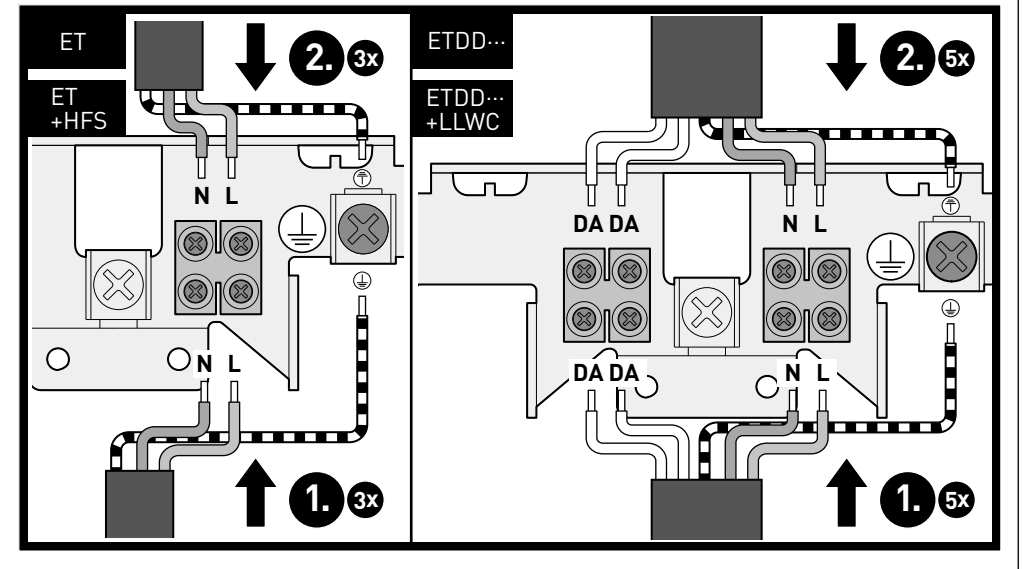 ET
2. 3x
ET
+HFS
N L
N L
1. 3x
ETDD···
2. 5x
ETDD···
+LLWC
DA DA N L
DA DA N L
1. 5x